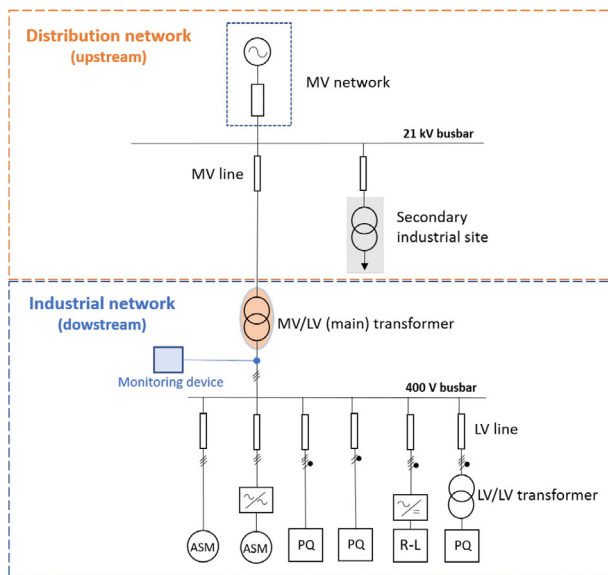 Distribution network
(upstream)
MV network
21 kV busbar
MV line
Secondary
industrial site
Industrial network
(dowstream)
MV/LV (main) transformer
Monitoring device
400 V busbar
LV line
LV/LV transformer
ASM
ASM
PQ
PQ
R-L
PQ